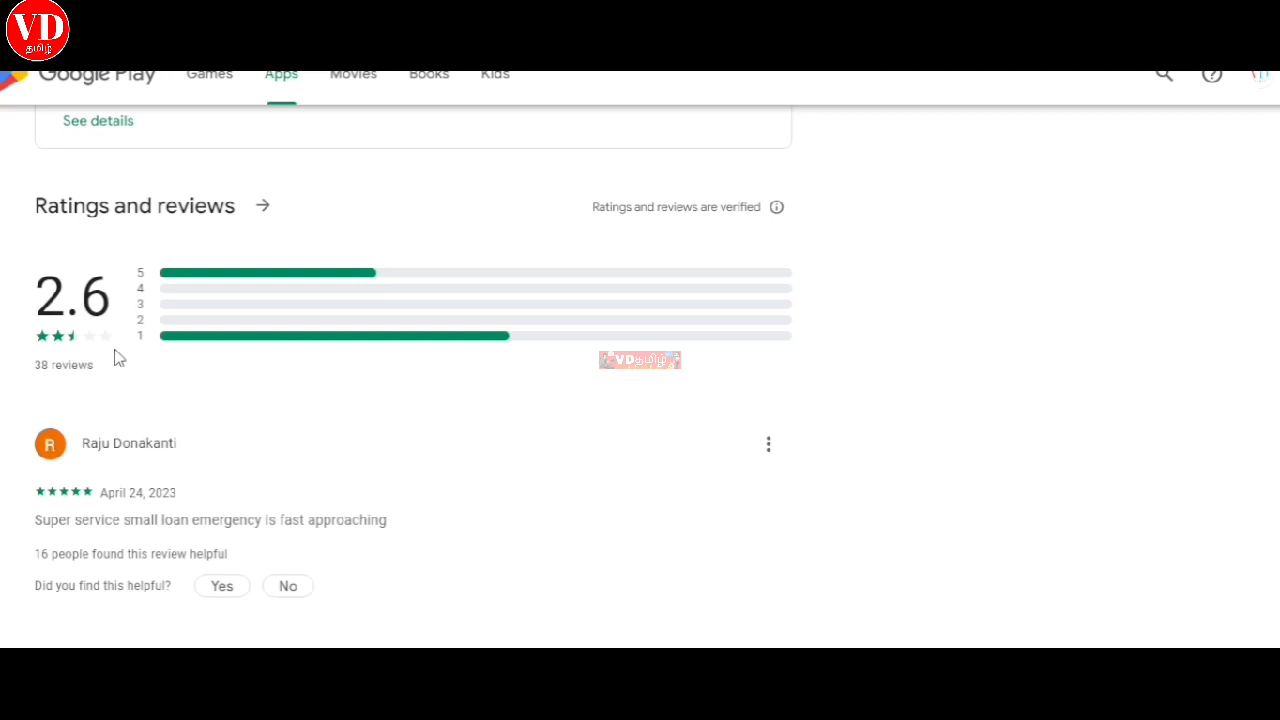 VD
தமிழ்
Google Play Games Apps Movies Books Kids
See details
Ratings and reviews
Ratings and reviews are verified
2.6
5
4
3
2
1
38 reviews
VDதமிழ்
R
Raju Donakanti
April 24, 2023
Super service small loan emergency is fast approaching
16 people found this review helpful
Did you find this helpful? Yes No